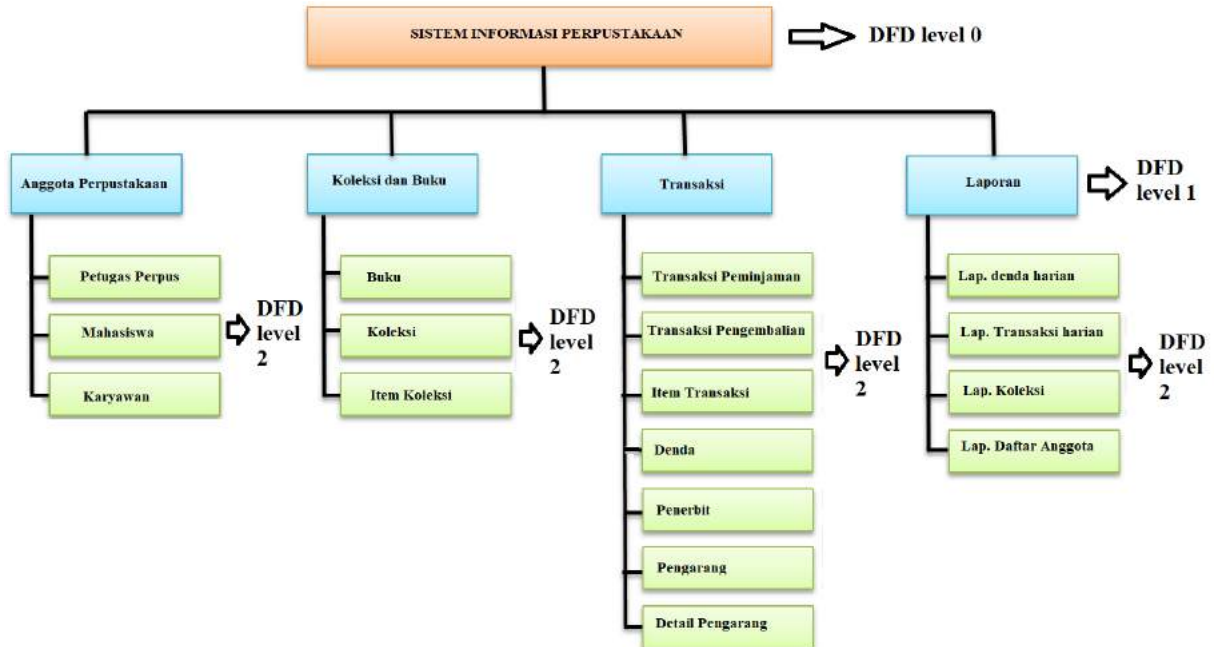 SISTEM INFORMASI PERPUSTAKAAN
DFD level 0
Anggota Perpustakaan
Koleksi dan Buku
Transaksi
Laporan
DFD
level 1
Petugas Perpus
Mahasiswa
Karyawan
DFD
level
2
Buku
Koleksi
Item Koleksi
DFD
level
2
Transaksi Peminjaman
Transaksi Pengembalian
Item Transaksi
Denda
Penerbit
Pengarang
Detail Pengarang
DFD
level
2
Lap. denda harian
Lap. Transaksi harian
Lap. Koleksi
Lap. Daftar Anggota
DFD
level
2